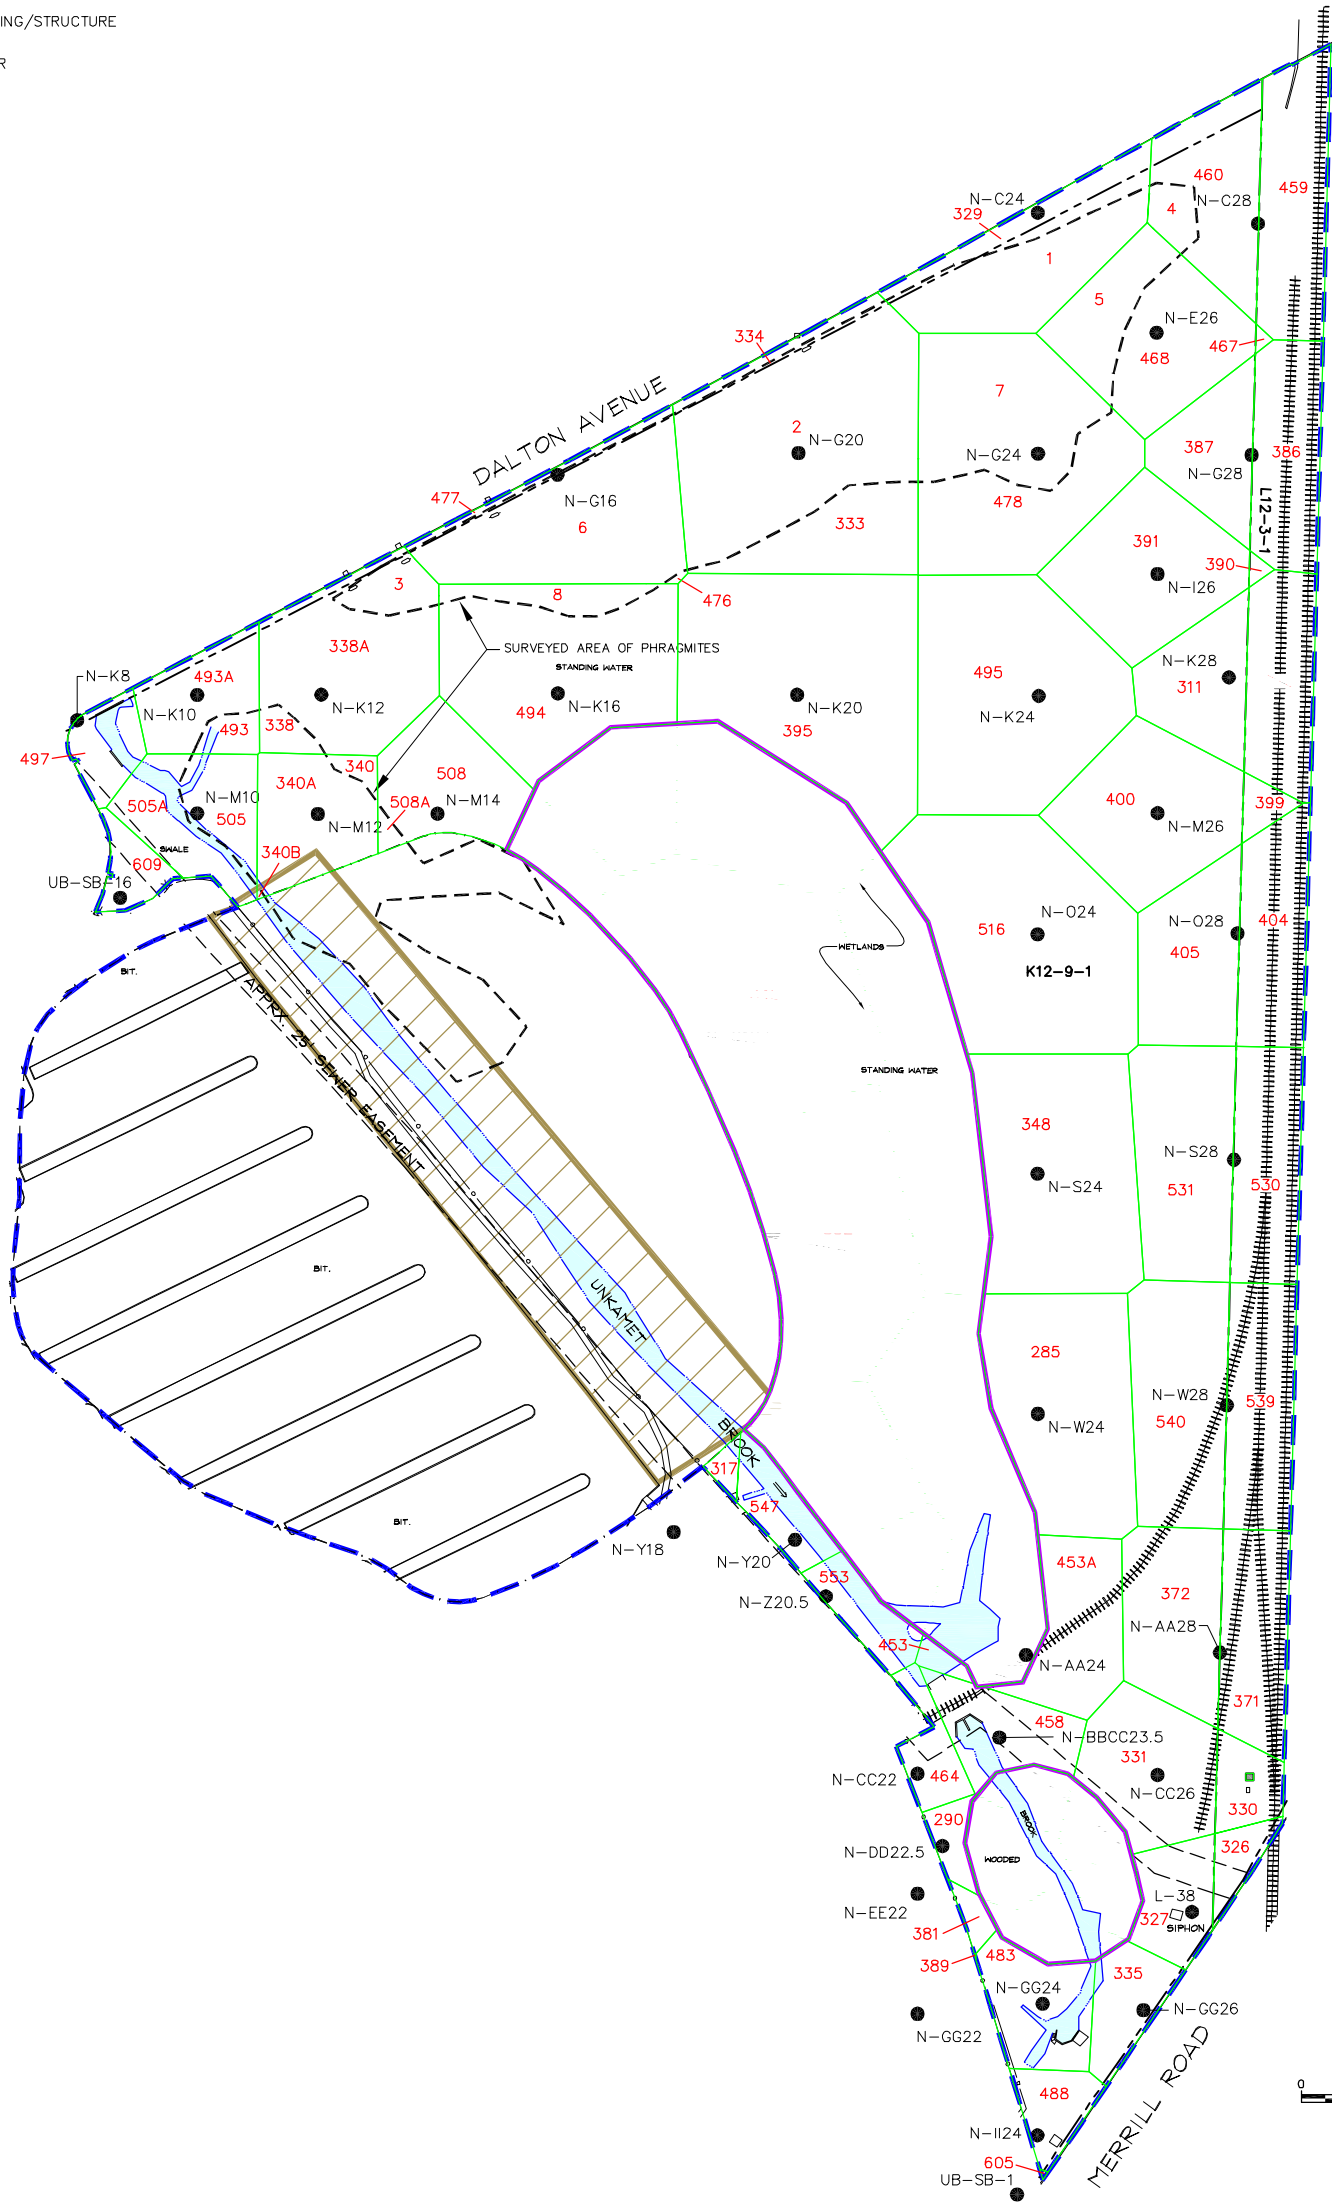 ING/STRUCTURE
R
N-C24
329
460
4
N-C28
459
1
5
N-E26
467
468
334
DALTON AVENUE
7
2
N-G20
N-G24
387
386
N-G28
477
N-G16
6
478
333
L12-3-1
391
390
N-I26
3
8
476
SURVEYED AREA OF PHRAGMITES
STANDING WATER
338A
N-K8
493A
N-K10
N-K12
494
N-K16
N-K20
395
495
N-K24
N-K28
311
497
493
338
340
508
340A
508A
505A
N-M10
505
N-M12
N-M14
400
399
N-M26
SWALE
340B
609
UB-SB-16
N-O24
516
N-O28
404
405
WETLANDS
K12-9-1
BIT.
APPRX. 25' SEWER EASEMENT
STANDING WATER
348
N-S28
N-S24
531
530
BIT.
UNKAMET
BROOK
285
N-W28
539
N-W24
540
317
547
BIT.
N-Y18
N-Y20
553
N-Z20.5
453A
372
453
N-AA28
N-AA24
371
458
N-BBCC23.5
N-CC22
464
331
N-CC26
290
330
BROOK
326
N-DD22.5
WOODED
L-38
N-EE22
327
SIPHON
381
389
483
335
N-GG24
N-GG26
N-GG22
488
MERRILL ROAD
0
N-II24
605
UB-SB-1